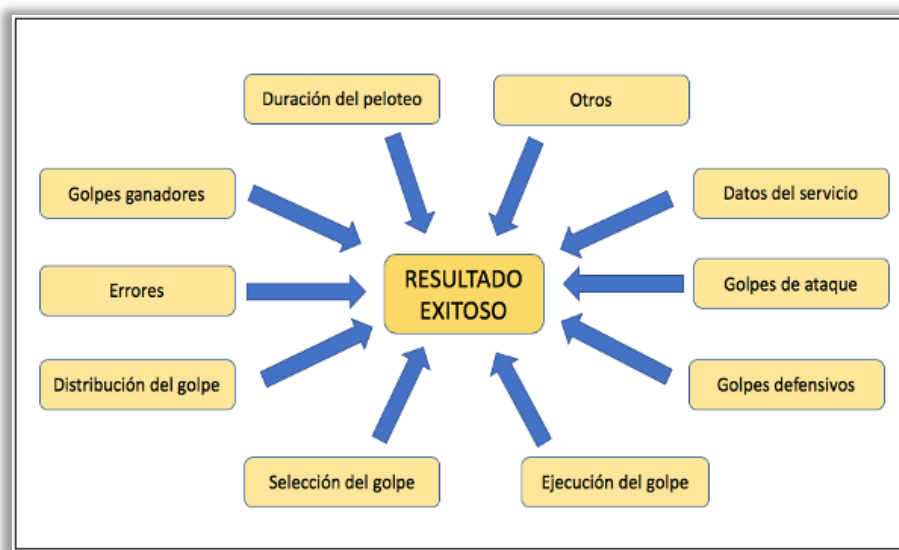 Duración del peloteo
Otros
Golpes ganadores
Datos del servicio
RESULTADO
EXITOSO
Errores
Golpes de ataque
Distribución del golpe
Golpes defensivos
Selección del golpe
Ejecución del golpe